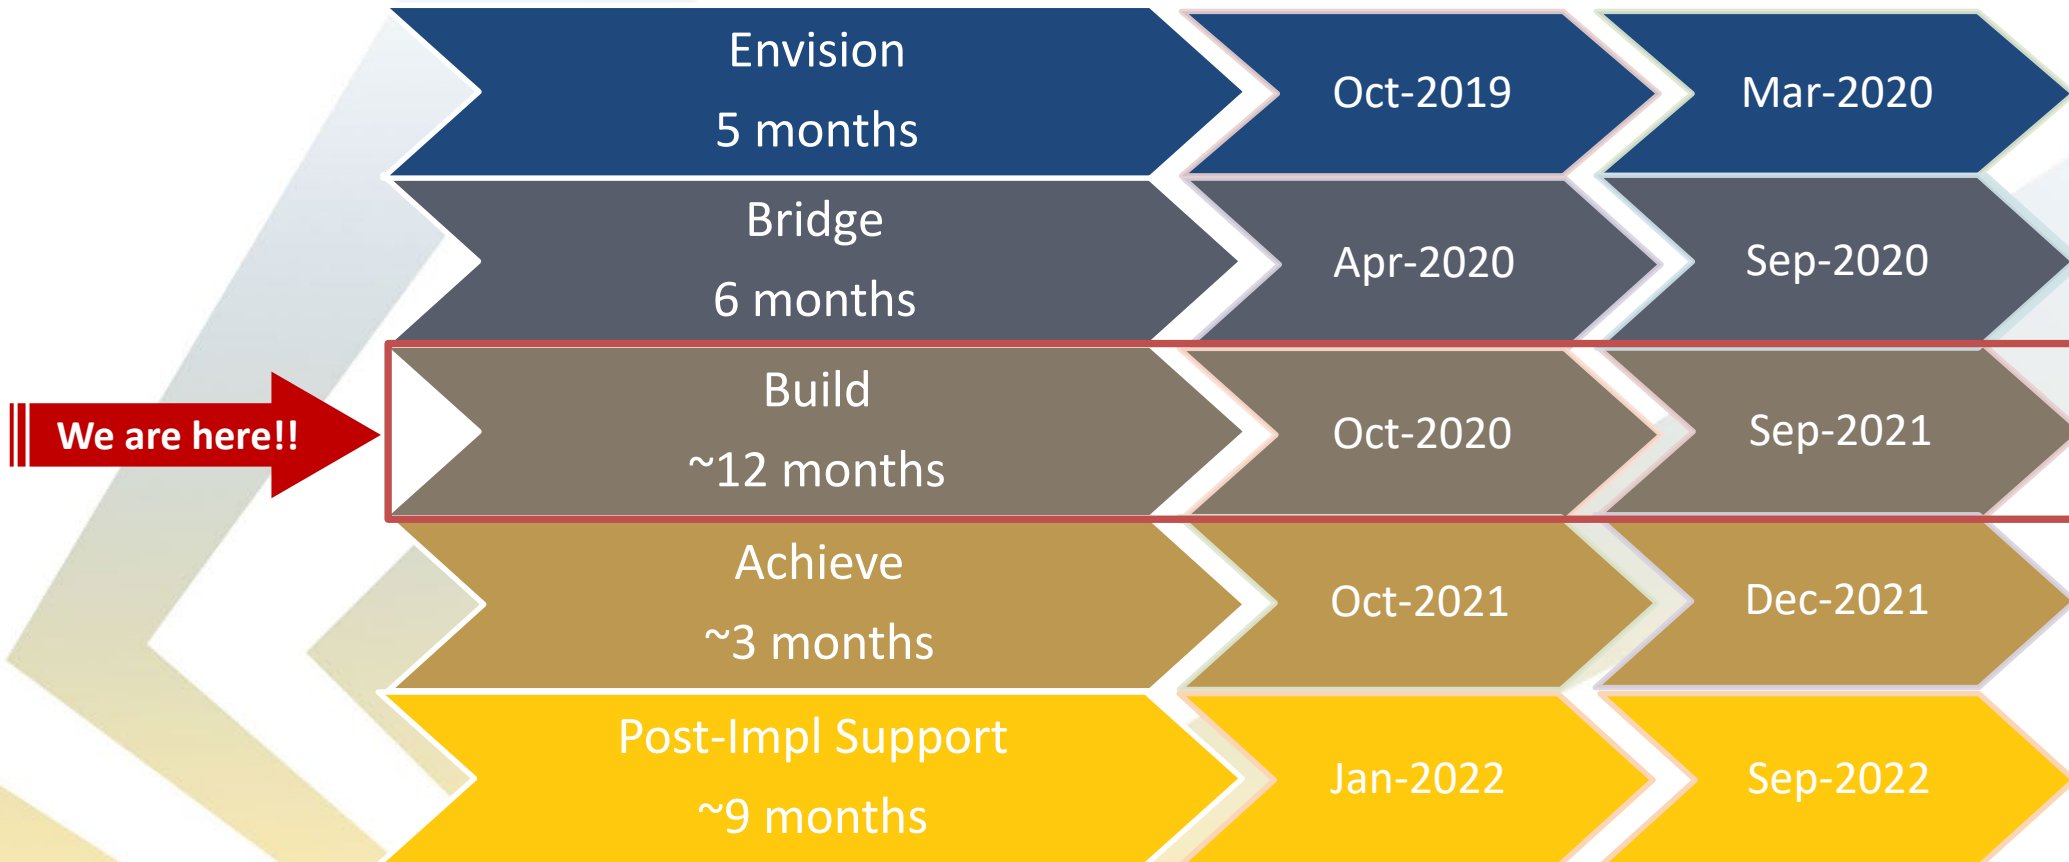 Envision
5 months
Oct-2019
Mar-2020
Bridge
6 months
Apr-2020
Sep-2020
We are here!!
Build
~12 months
Oct-2020
Sep-2021
Achieve
~3 months
Oct-2021
Dec-2021
Post-Impl Support
~9 months
Jan-2022
Sep-2022